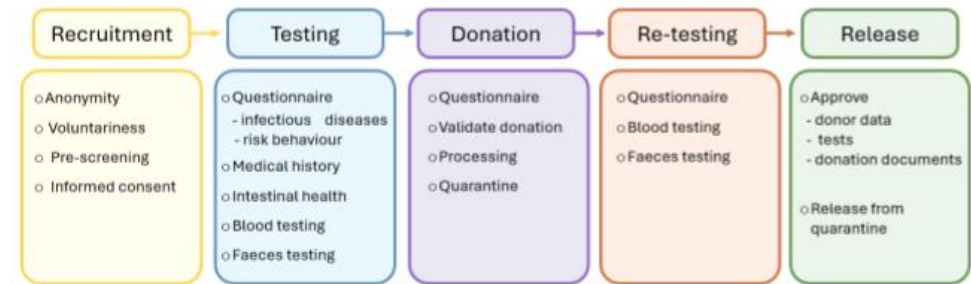 Recruitment
Testing
Donation
Re-testing
Release
○ Anonymity
○ Voluntariness
○ Pre-screening
○ Informed consent
○ Questionnaire
- infectious diseases
- risk behaviour
○ Medical history
○ Intestinal health
○ Blood testing
○ Faeces testing
○ Questionnaire
○ Validate donation
○ Processing
○ Quarantine
○ Questionnaire
○ Blood testing
○ Faeces testing
○ Approve
- donor data
- tests
- donation documents
○ Release from
quarantine